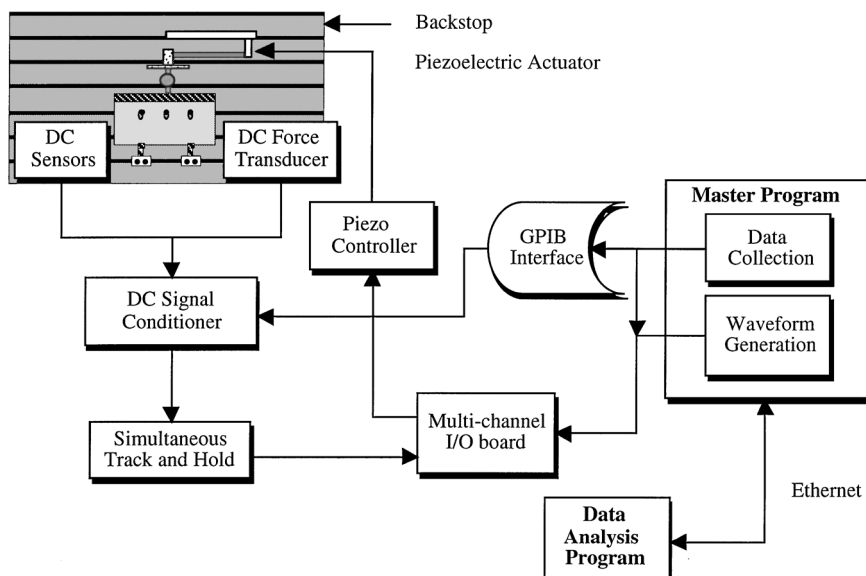 Backstop
Piezoelectric Actuator
DC
Sensors
DC Force
Transducer
Master Program
Piezo
Controller
GPIB
Interface
Data
Collection
DC Signal
Conditioner
Waveform
Generation
Simultaneous
Track and Hold
Multi-channel
I/O board
Ethernet
Data
Analysis
Program